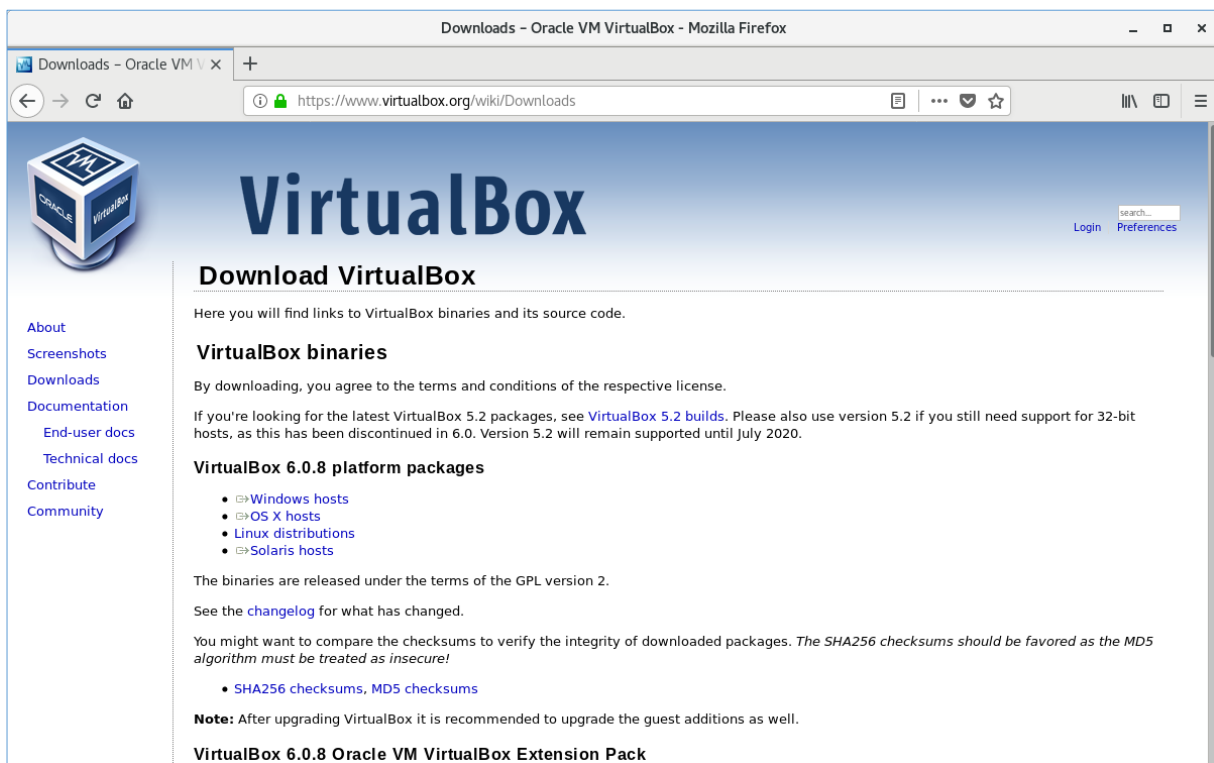 Downloads – Oracle VM VirtualBox - Mozilla Firefox
Downloads – Oracle VM V
https://www.virtualbox.org/wiki/Downloads
ORACLE
VirtualBox
VirtualBox
search...
Login Preferences
Download VirtualBox
Here you will find links to VirtualBox binaries and its source code.
About
Screenshots
Downloads
Documentation
End-user docs
Technical docs
Contribute
Community
VirtualBox binaries
By downloading, you agree to the terms and conditions of the respective license.
If you're looking for the latest VirtualBox 5.2 packages, see VirtualBox 5.2 builds. Please also use version 5.2 if you still need support for 32-bit
hosts, as this has been discontinued in 6.0. Version 5.2 will remain supported until July 2020.
VirtualBox 6.0.8 platform packages
Windows hosts
OS X hosts
Linux distributions
Solaris hosts
The binaries are released under the terms of the GPL version 2.
See the changelog for what has changed.
You might want to compare the checksums to verify the integrity of downloaded packages. The SHA256 checksums should be favored as the MD5
algorithm must be treated as insecure!
SHA256 checksums, MD5 checksums
Note: After upgrading VirtualBox it is recommended to upgrade the guest additions as well.
VirtualBox 6.0.8 Oracle VM VirtualBox Extension Pack